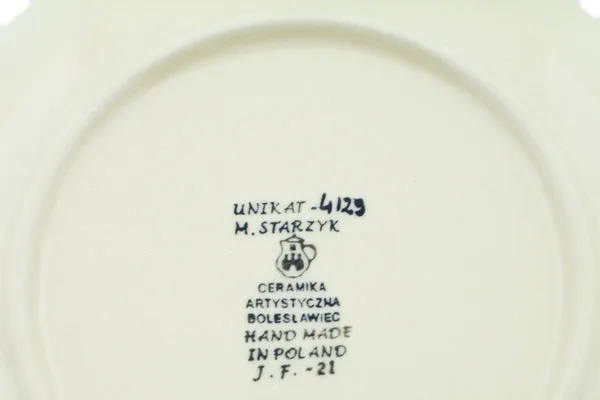 UNIKAT-4129
M. STARZYK
CERAMIKA
ARTYSTYCZNA
BOLESŁAWIEC
HAND MADE
IN POLAND
J.F.-21